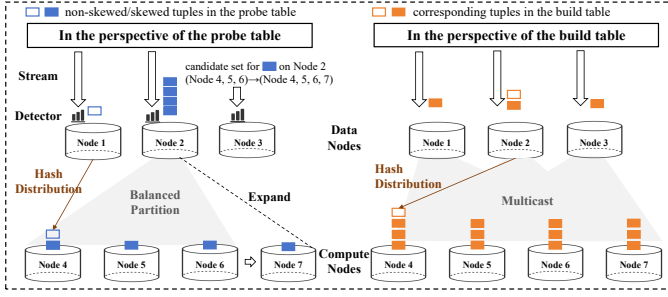 non-skewed/skewed tuples in the probe table
corresponding tuples in the build table
In the perspective of the probe table
In the perspective of the build table
Stream
candidate set for on Node 2
(Node 4, 5, 6)→(Node 4, 5, 6, 7)
Detector
Node 1
Node 2
Node 3
Data
Nodes
Node 1
Node 2
Node 3
Hash
Distribution
Balanced
Partition
Expand
Hash
Distribution
Multicast
Node 4
Node 5
Node 6
Node 7
Compute
Nodes
Node 4
Node 5
Node 6
Node 7